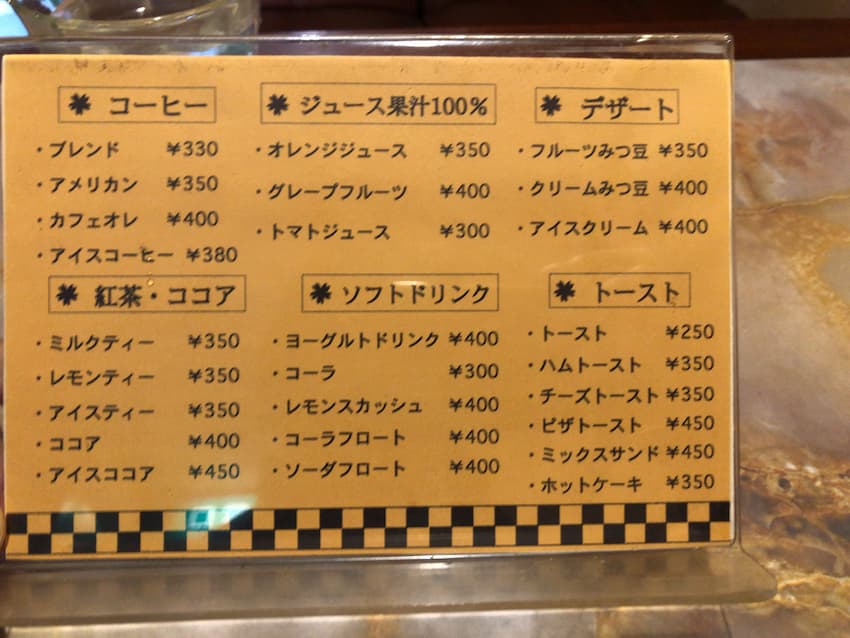 コーヒー
・ブレンド ¥330
・アメリカン ¥350
・カフェオレ ¥400
・アイスコーヒー ¥380
ジュース果汁100%
・オレンジジュース ¥350
・グレープフルーツ ¥400
・トマトジュース ¥300
デザート
・フルーツみつ豆 ¥350
・クリームみつ豆 ¥400
・アイスクリーム ¥400
紅茶・ココア
・ミルクティー ¥350
・レモンティー ¥350
・アイスティー ¥350
・ココア ¥400
・アイスココア ¥450
ソフトドリンク
・ヨーグルトドリンク ¥400
・コーラ ¥300
・レモンスカッシュ ¥400
・コーラフロート ¥400
・ソーダフロート ¥400
トースト
・トースト ¥250
・ハムトースト ¥350
・チーズトースト ¥350
・ピザトースト ¥450
・ミックスサンド ¥450
・ホットケーキ ¥350